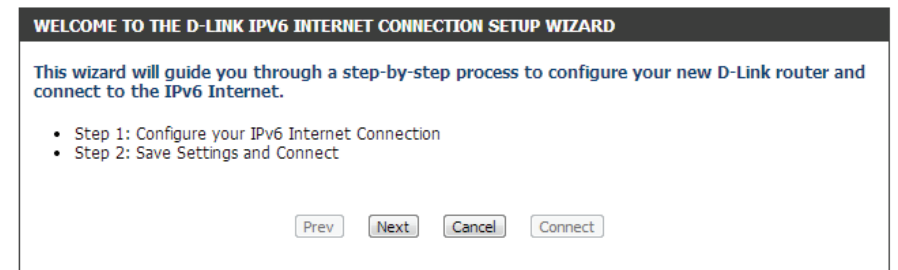 WELCOME TO THE D-LINK IPV6 INTERNET CONNECTION SETUP WIZARD
This wizard will guide you through a step-by-step process to configure your new D-Link router and
connect to the IPv6 Internet.
• Step 1: Configure your IPv6 Internet Connection
• Step 2: Save Settings and Connect
Prev Next Cancel Connect